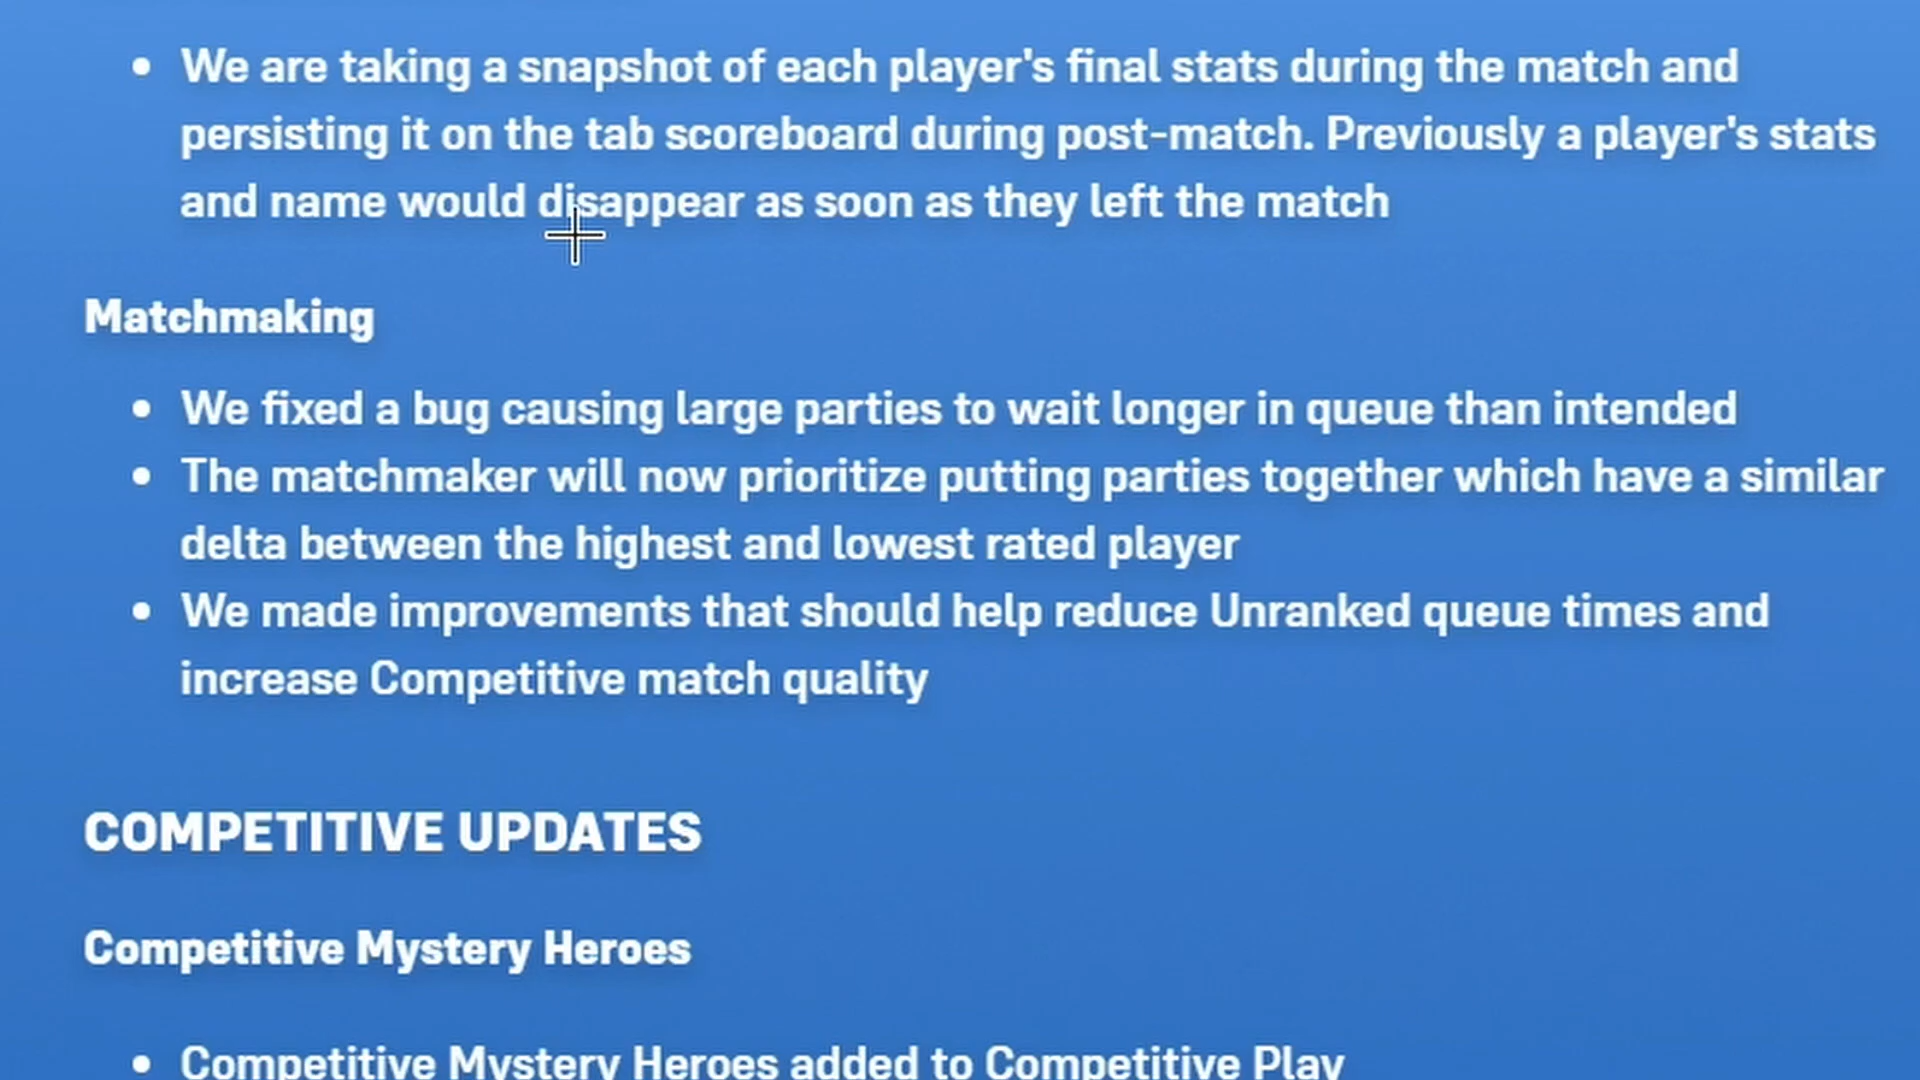 • We are taking a snapshot of each player's final stats during the match and
persisting it on the tab scoreboard during post-match. Previously a player's stats
and name would disappear as soon as they left the match
Matchmaking
• We fixed a bug causing large parties to wait longer in queue than intended
• The matchmaker will now prioritize putting parties together which have a similar
delta between the highest and lowest rated player
• We made improvements that should help reduce Unranked queue times and
increase Competitive match quality
COMPETITIVE UPDATES
Competitive Mystery Heroes
• Competitive Mystery Heroes added to Competitive Play